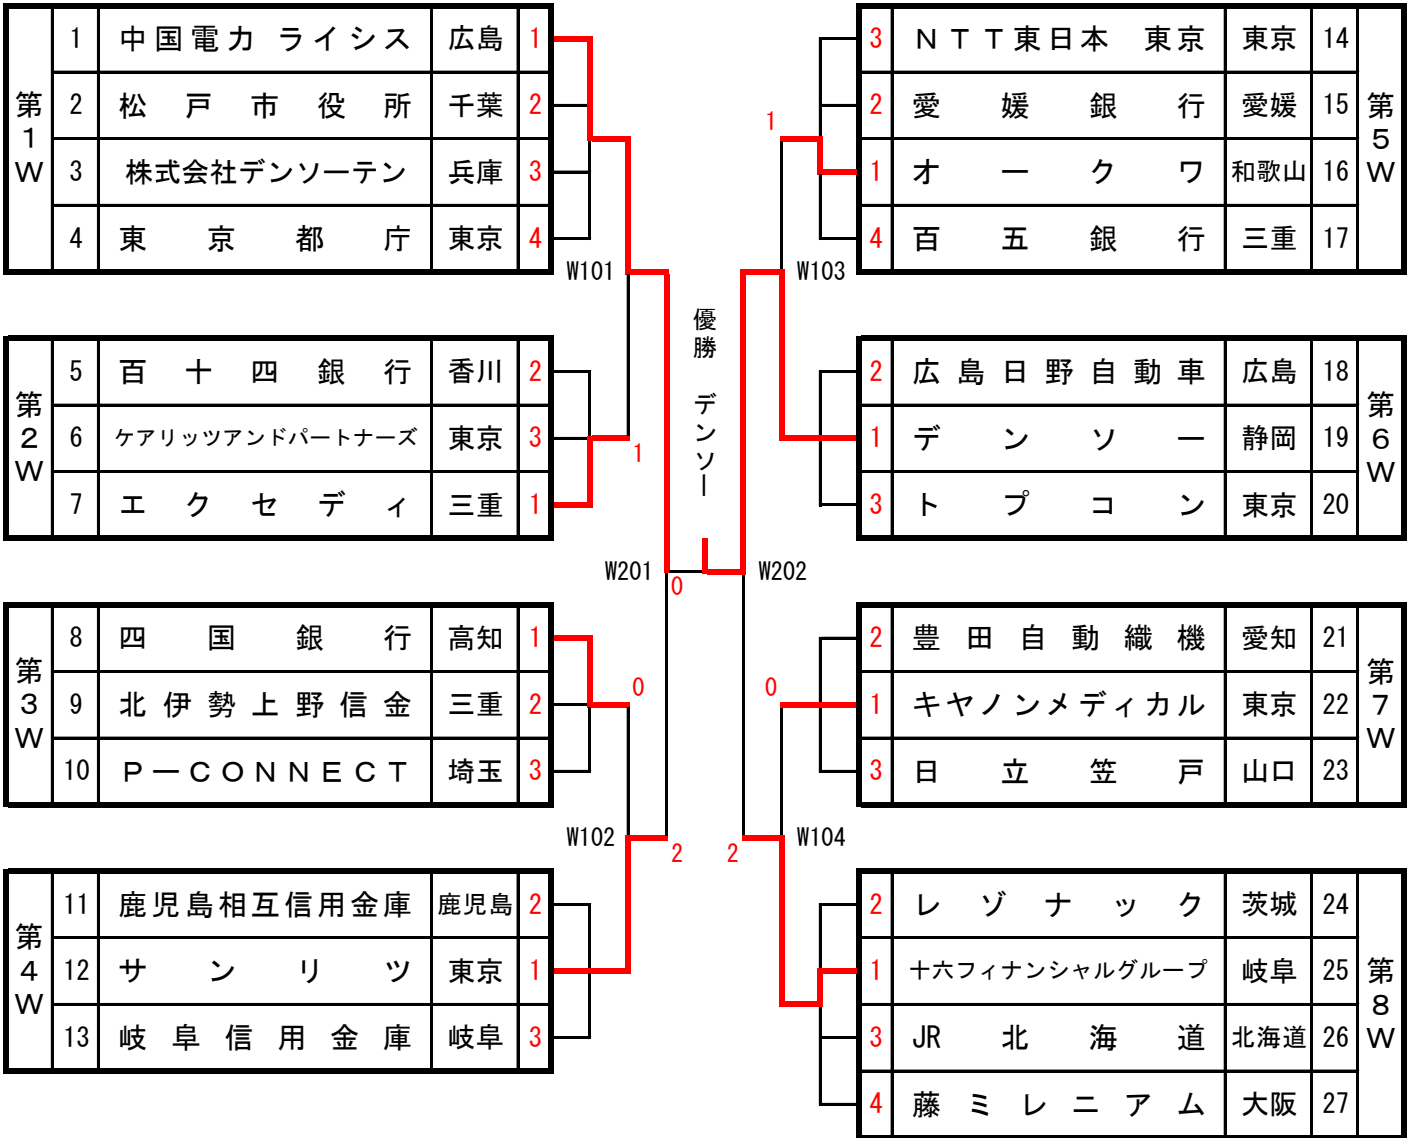 第1W
1 中国電力 ライシス 広島 1
2 松戸市役所 千葉 2
3 株式会社デンソーテン 兵庫 3
4 東京都庁 東京 4
W101
第2W
5 百十四銀行 香川 2
6 ケアリッツアンドパートナーズ 東京 3
7 エクセディ 三重 1
1
W201
0
第3W
8 四国銀行 高知 1
9 北伊勢上野信金 三重 2
10 P-CONNECT 埼玉 3
0
W102
2
第4W
11 鹿児島相互信用金庫 鹿児島 2
12 サンリツ 東京 1
13 岐阜信用金庫 岐阜 3
優勝 デンソー
3 NTT東日本 東京 東京 14
2 愛媛銀行 愛媛 15
1 オークワ 和歌山 16
4 百五銀行 三重 17
第5W
1
W103
2 広島日野自動車 広島 18
1 デンソー 静岡 19
3 トプコン 東京 20
第6W
W202
2 豊田自動織機 愛知 21
1 キヤノンメディカル 東京 22
3 日立笠戸 山口 23
第7W
0
W104
2
2 レゾナック 茨城 24
1 十六フィナンシャルグループ 岐阜 25
3 JR北海道 北海道 26
4 藤ミレニアム 大阪 27
第8W